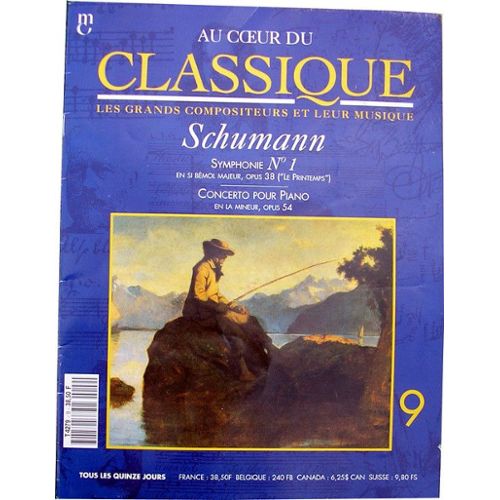 mc
AU CŒUR DU
CLASSIQUE
LES GRANDS COMPOSITEURS ET LEUR MUSIQUE
Schumann
SYMPHONIE N° 1
EN SI BÉMOL MAJEUR, OPUS 38 ("LE PRINTEMPS")
CONCERTO POUR PIANO
EN LA MINEUR, OPUS 54
9
TOUS LES QUINZE JOURS FRANCE : 38,50F BELGIQUE : 240 FB CANADA : 6,25$ CAN SUISSE : 9,80 FS